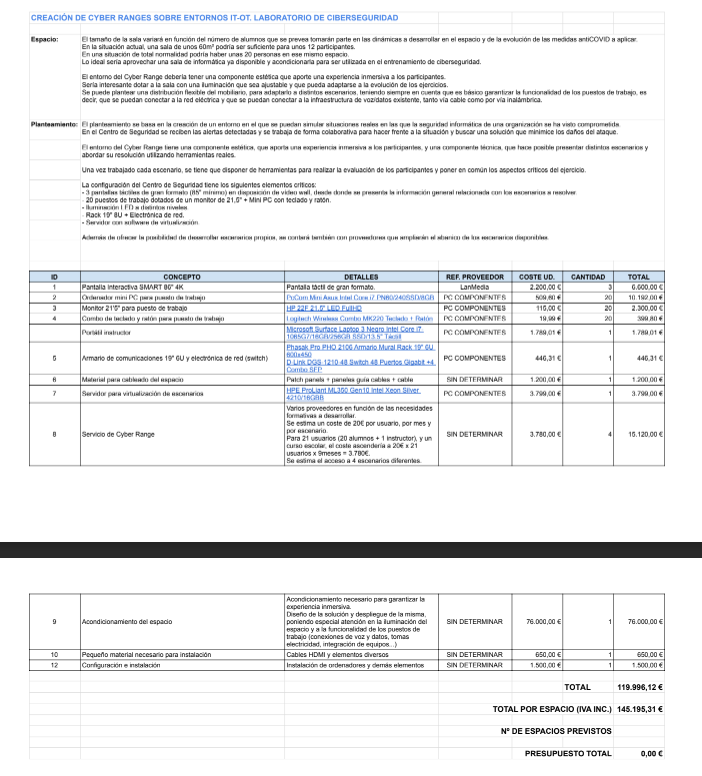 CREACIÓN DE CYBER RANGES SOBRE ENTORNOS IT-OT. LABORATORIO DE CIBERSEGURIDAD
Espacio: El tamaño de la sala variará en función del número de alumnos que se prevea tomarán parte en las dinámicas a desarrollar en el espacio y de la evolución de las medidas antiCOVID a aplicar.
En la situación actual, una sala de unos 60m² podría ser suficiente para unos 12 participantes.
En una situación de total normalidad podría haber unas 20 personas en ese mismo espacio.
Lo ideal sería aprovechar una sala de informática ya disponible y acondicionarla para ser utilizada en el entrenamiento de ciberseguridad.
El entorno del Cyber Range debería tener una componente estética que aporte una experiencia inmersiva a los participantes.
Sería interesante dotar a la sala con una iluminación que sea ajustable y que pueda adaptarse a la evolución de los ejercicios.
Se puede plantear una distribución flexible del mobiliario, para adaptarlo a distintos escenarios, teniendo siempre en cuenta que es básico garantizar la funcionalidad de los puestos de trabajo, es
decir, que se puedan conectar a la red eléctrica y que se puedan conectar a la infraestructura de voz/datos existente, tanto vía cable como por vía inalámbrica.
Planteamiento: El planteamiento se basa en la creación de un entorno en el que se puedan simular situaciones reales en las que la seguridad informática de una organización se ha visto comprometida.
En el Centro de Seguridad se reciben las alertas detectadas y se trabaja de forma colaborativa para hacer frente a la situación y buscar una solución que minimice los daños del ataque.
El entorno del Cyber Range tiene una componente estética, que aporta una experiencia inmersiva a los participantes, y una componente técnica, que hace posible presentar distintos escenarios y
abordar su resolución utilizando herramientas reales.
Una vez trabajado cada escenario, se tiene que disponer de herramientas para realizar la evaluación de los participantes y poner en común los aspectos críticos del ejercicio.
La configuración del Centro de Seguridad tiene los siguientes elementos críticos:
- 3 pantallas táctiles de gran formato (85" mínimo) en disposición de video wall, desde donde se presenta la información general relacionada con los escenarios a resolver.
- 20 puestos de trabajo dotados de un monitor de 21,5" + Mini PC con teclado y ratón.
- Iluminación LED a distintos niveles
- Rack 19" 8U + Electrónica de red.
- Servidor con software de virtualización.
Además de ofrecer la posibilidad de desarrollar escenarios propios, se contará también con proveedores que ampliarán el abanico de los escenarios disponibles.
ID CONCEPTO DETALLES REF. PROVEEDOR COSTE UD. CANTIDAD TOTAL
1 Pantalla interactiva SMART 86" 4K Pantalla táctil de gran formato. LanMedia 2.200,00 € 3 6.600,00 €
2 Ordenador mini PC para puesto de trabajo PcCom Mini Asus Intel Core i7 PN60/240SSD/8GB PC COMPONENTES 509,60 € 20 10.192,00 €
3 Monitor 21'5" para puesto de trabajo HP 22F 21.5" LED FullHD PC COMPONENTES 115,00 € 20 2.300,00 €
4 Combo de teclado y ratón para puesto de trabajo Logitech Wireless Combo MK220 Teclado + Ratón PC COMPONENTES 19,99 € 20 399,80 €
Portátil instructor Microsoft Surface Laptop 3 Negro Intel Core i7
1065G7/16GB/256GB SSD/13.5" Táctil PC COMPONENTES 1.789,01 € 1 1.789,01 €
5 Armario de comunicaciones 19" 6U y electrónica de red (switch) Phasak Pro PHO 2106 Armario Mural Rack 19" 6U
600x450
D-Link DGS-1210-48 Switch 48 Puertos Gigabit +4
Combo SFP PC COMPONENTES 446,31 € 1 446,31 €
6 Material para cableado del espacio Patch panels + paneles guía cables + cable SIN DETERMINAR 1.200,00 € 1 1.200,00 €
7 Servidor para virtualización de escenarios HPE ProLiant ML350 Gen10 Intel Xeon Silver
4210/16GBB PC COMPONENTES 3.799,00 € 1 3.799,00 €
8 Servicio de Cyber Range Varios proveedores en función de las necesidades
formativas a desarrollar.
Se estima un coste de 20€ por usuario, por mes y
por escenario.
Para 21 usuarios (20 alumnos + 1 instructor), y un
curso escolar, el coste ascendería a 20€ x 21
usuarios x 9meses = 3.780€.
Se estima el acceso a 4 escenarios diferentes. SIN DETERMINAR 3.780,00 € 4 15.120,00 €
9 Acondicionamiento del espacio Acondicionamiento necesario para garantizar la
experiencia inmersiva.
Diseño de la solución y despliegue de la misma,
poniendo especial atención en la iluminación del
espacio y a la funcionalidad de los puestos de
trabajo (conexiones de voz y datos, tomas
electricidad, integración de equipos...) SIN DETERMINAR 76.000,00 € 1 76.000,00 €
10 Pequeño material necesario para instalación Cables HDMI y elementos diversos SIN DETERMINAR 650,00 € 1 650,00 €
12 Configuración e instalación Instalación de ordenadores y demás elementos SIN DETERMINAR 1.500,00 € 1 1.500,00 €
TOTAL 119.996,12 €
TOTAL POR ESPACIO (IVA INC.) 145.195,31 €
Nº DE ESPACIOS PREVISTOS
PRESUPUESTO TOTAL 0,00 €